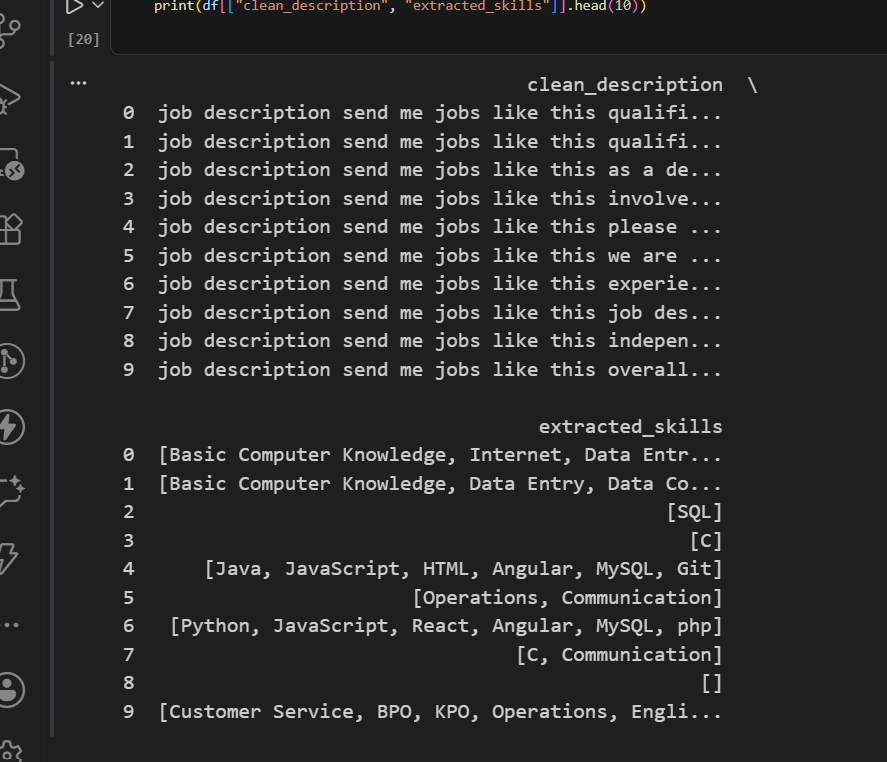 print(df[["clean_description", "extracted_skills"]].head(10))
[20]
...
clean_description \
0 job description send me jobs like this qualifi...
1 job description send me jobs like this qualifi...
2 job description send me jobs like this as a de...
3 job description send me jobs like this involve...
4 job description send me jobs like this please ...
5 job description send me jobs like this we are ...
6 job description send me jobs like this experie...
7 job description send me jobs like this job des...
8 job description send me jobs like this indepen...
9 job description send me jobs like this overall...
extracted_skills
0 [Basic Computer Knowledge, Internet, Data Entr...
1 [Basic Computer Knowledge, Data Entry, Data Co...
2 [SQL]
3 [C]
4 [Java, JavaScript, HTML, Angular, MySQL, Git]
5 [Operations, Communication]
6 [Python, JavaScript, React, Angular, MySQL, php]
7 [C, Communication]
8 []
9 [Customer Service, BPO, KPO, Operations, Engli...